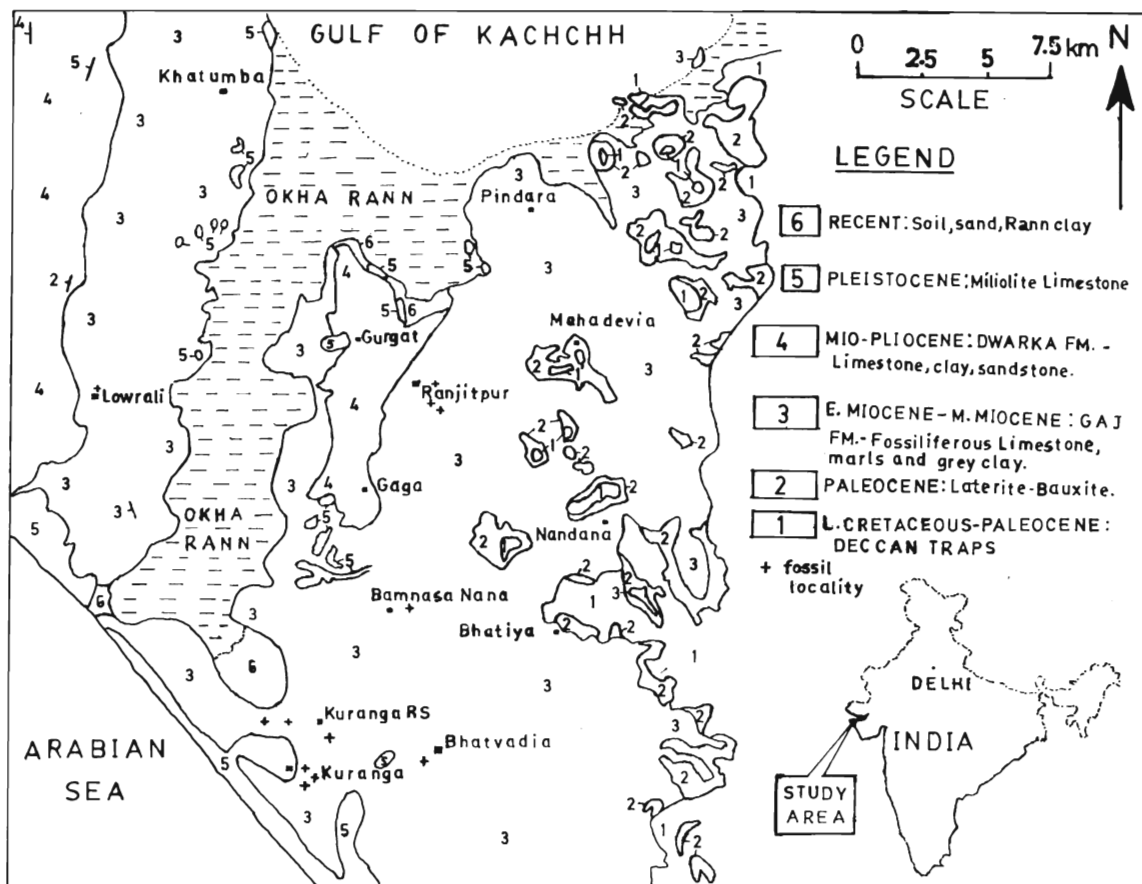 GULF OF KACHCHH
Khatumba
OKHA RANN
Pindara
Gurgat
Mahadevia
Lowrali
Ranjitpur
Gaga
OKHA
RANN
Nandana
Bamnasa Nana
Bhatiya
Kuranga RS
Bhatvadia
Kuranga
ARABIAN
SEA
0 2.5 5 7.5 km
SCALE
N
LEGEND
6 RECENT: Soil, sand, Rann clay
5 PLEISTOCENE: Miliolite Limestone
4 MIO-PLIOCENE: DWARKA FM. -
Limestone, clay, sandstone.
3 E. MIOCENE-M. MIOCENE: GAJ
FM.- Fossiliferous Limestone,
marls and grey clay.
2 PALEOCENE: Laterite-Bauxite.
1 L. CRETACEOUS-PALEOCENE:
DECCAN TRAPS
+ fossil
locality
DELHI
INDIA
STUDY
AREA